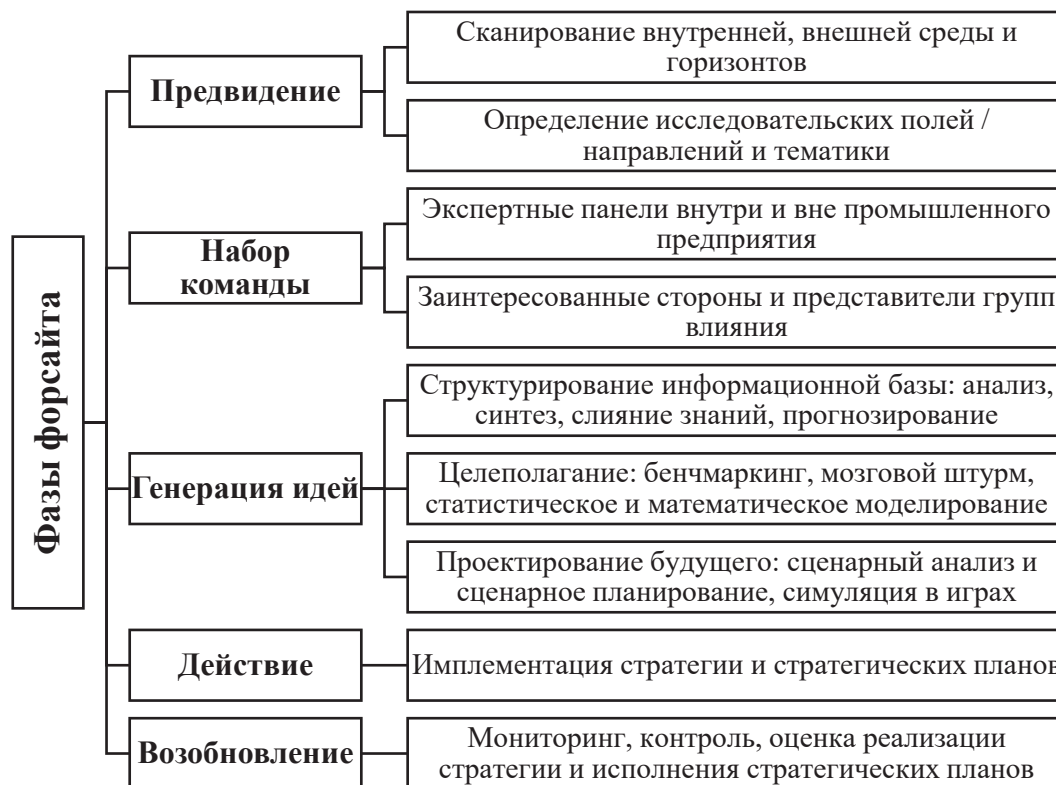 Фазы форсайта
Предвидение
Сканирование внутренней, внешней среды и
горизонтов
Определение исследовательских полей /
направлений и тематики
Набор
команды
Экспертные панели внутри и вне промышленного
предприятия
Заинтересованные стороны и представители групп
влияния
Генерация идей
Структурирование информационной базы: анализ,
синтез, слияние знаний, прогнозирование
Целеполагание: бенчмаркинг, мозговой штурм,
статистическое и математическое моделирование
Проектирование будущего: сценарный анализ и
сценарное планирование, симуляция в играх
Действие
Имплементация стратегии и стратегических планов
Возобновление
Мониторинг, контроль, оценка реализации
стратегии и исполнения стратегических планов